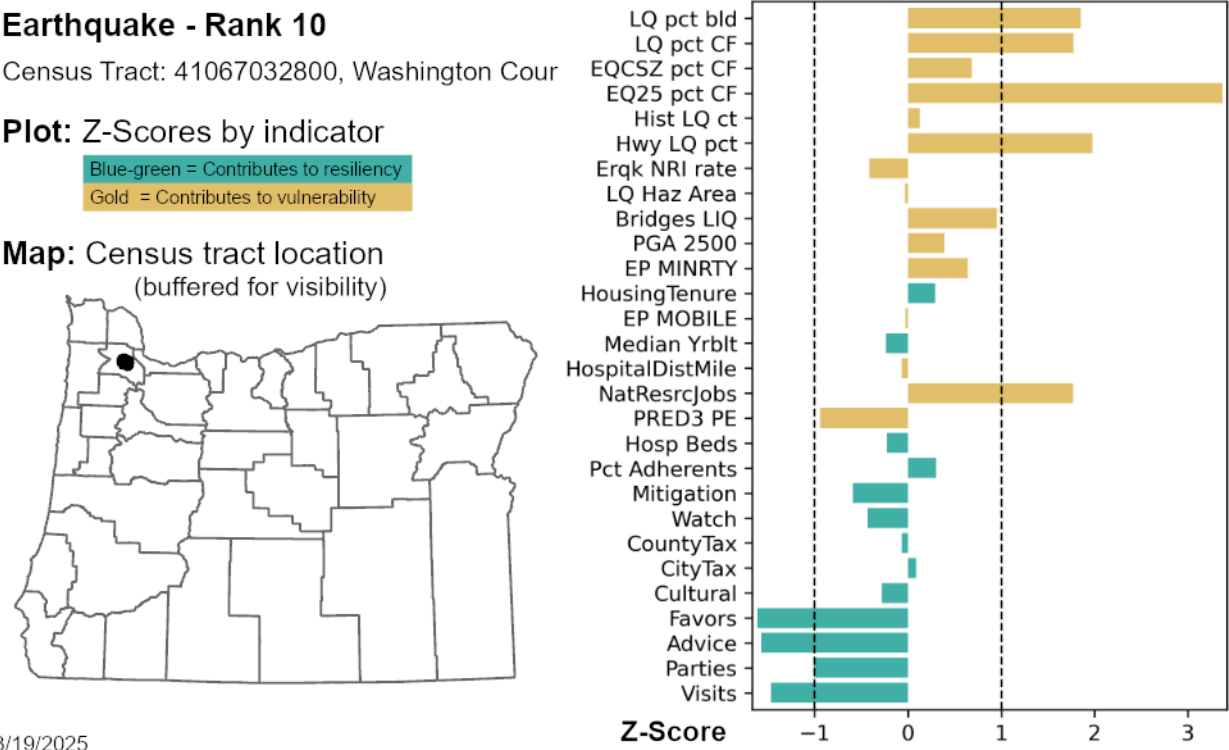 Earthquake - Rank 10
Census Tract: 41067032800, Washington Cour
Plot: Z-Scores by indicator
Blue-green = Contributes to resiliency
Gold = Contributes to vulnerability
Map: Census tract location
(buffered for visibility)
/19/2025
LQ pct bld
LQ pct CF
EQCSZ pct CF
EQ25 pct CF
Hist LQ ct
Hwy LQ pct
Erqk NRI rate
LQ Haz Area
Bridges LIQ
PGA 2500
EP MINRTY
HousingTenure
EP MOBILE
Median Yrblt
HospitalDistMile
NatResrcJobs
PRED3 PE
Hosp Beds
Pct Adherents
Mitigation
Watch
CountyTax
CityTax
Cultural
Favors
Advice
Parties
Visits
Z-Score
−1 0 1 2 3